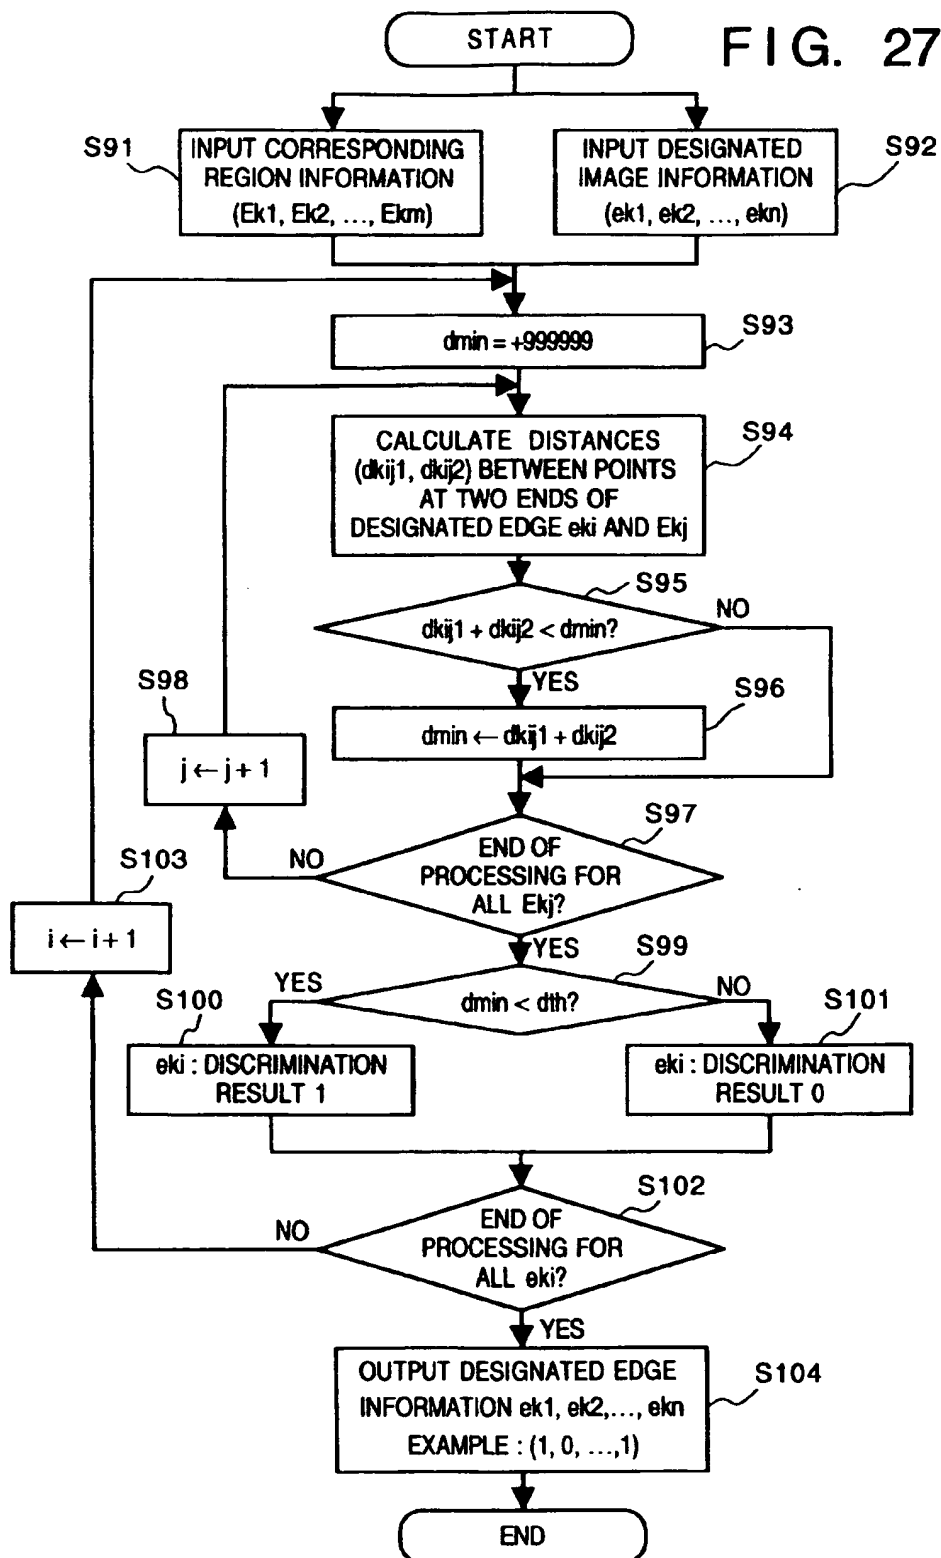 START
FIG. 27
S91
INPUT CORRESPONDING
REGION INFORMATION
(Ek1, Ek2, ..., Ekm)
INPUT DESIGNATED
IMAGE INFORMATION
(ek1, ek2, ..., ekn)
S92
dmin = +999999
S93
CALCULATE DISTANCES
(dkij1, dkij2) BETWEEN POINTS
AT TWO ENDS OF
DESIGNATED EDGE eki AND Ekj
S94
S95
dkij1 + dkij2 < dmin?
NO
YES
S96
dmin ← dkij1 + dkij2
S98
j ← j + 1
S97
END OF
PROCESSING FOR
ALL Ekj?
NO
YES
S103
i ← i + 1
S99
dmin < dth?
YES
NO
S100
eki : DISCRIMINATION
RESULT 1
S101
eki : DISCRIMINATION
RESULT 0
S102
END OF
PROCESSING FOR
ALL eki?
NO
YES
OUTPUT DESIGNATED EDGE
INFORMATION ek1, ek2,..., ekn
EXAMPLE : (1, 0, ...,1)
S104
END